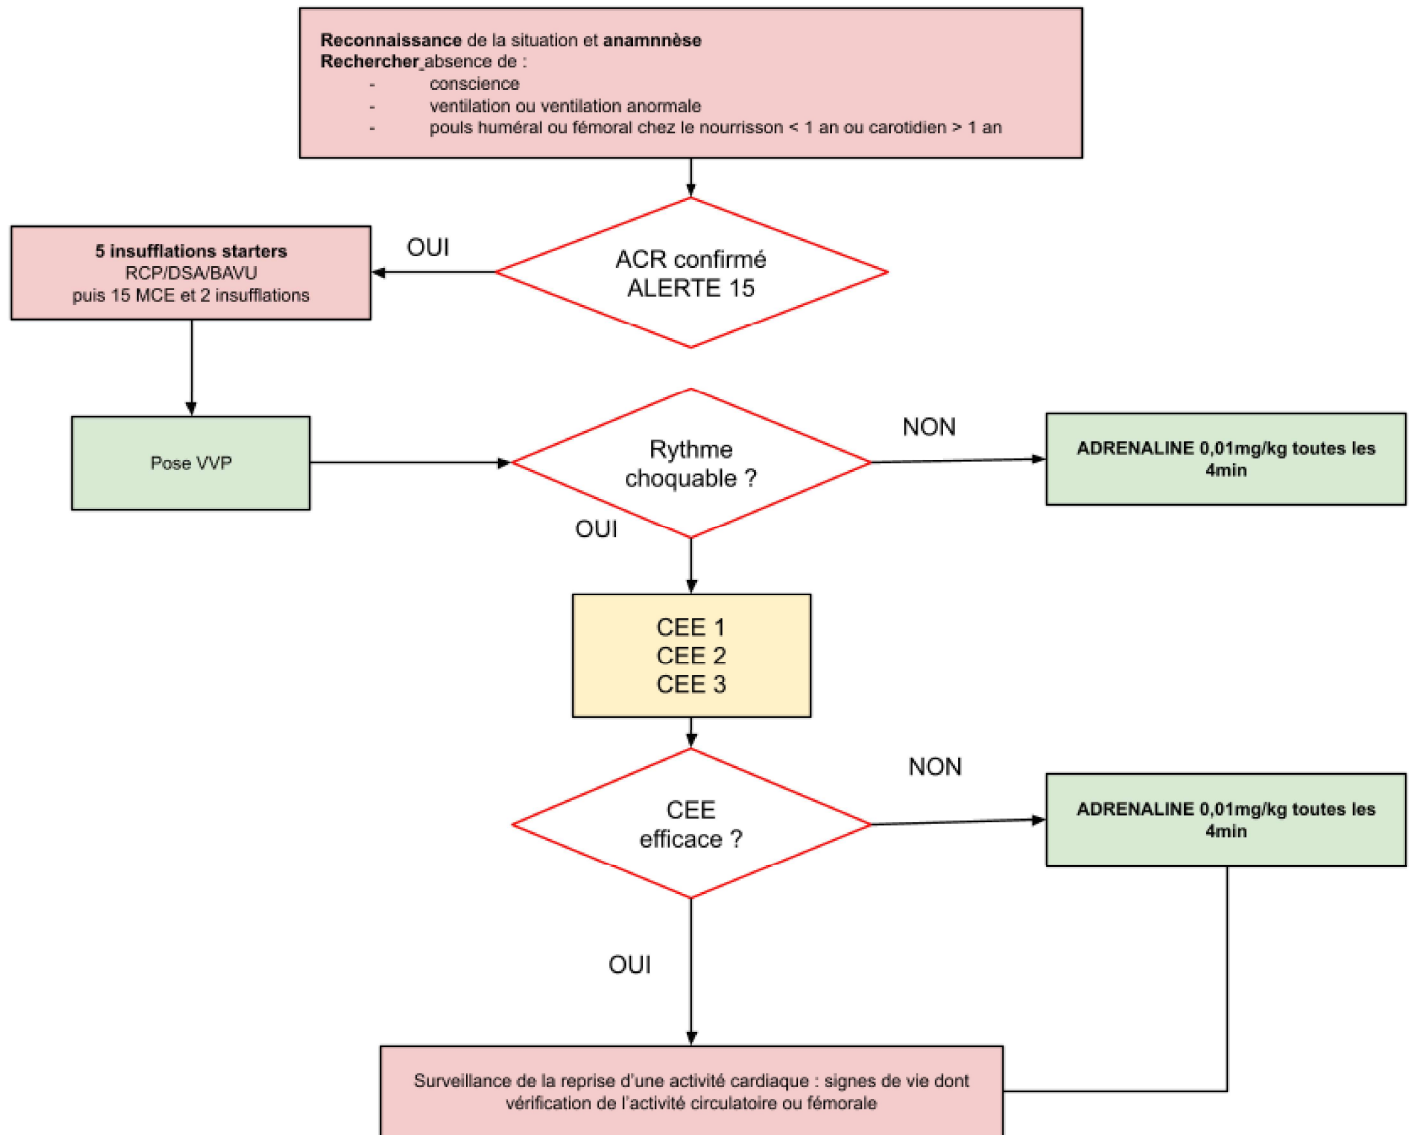 Reconnaissance de la situation et anamnnèse
Rechercher absence de :
- conscience
- ventilation ou ventilation anormale
- pouls huméral ou fémoral chez le nourrisson < 1 an ou carotidien > 1 an
ACR confirmé
ALERTE 15
OUI
5 insufflations starters
RCP/DSA/BAVU
puis 15 MCE et 2 insufflations
Pose VVP
Rythme
choquable ?
NON
ADRENALINE 0,01mg/kg toutes les
4min
OUI
CEE 1
CEE 2
CEE 3
CEE
efficace ?
NON
ADRENALINE 0,01mg/kg toutes les
4min
OUI
Surveillance de la reprise d'une activité cardiaque : signes de vie dont
vérification de l'activité circulatoire ou fémorale